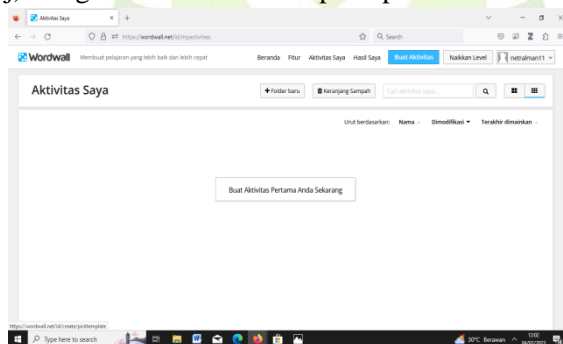 Aktivitas Saya
https://wordwall.net/id/myactivities
Search
Wordwall Membuat pelajaran yang lebih baik dan lebih cepat Beranda Fitur Aktivitas Saya Hasil Saya Buat Aktivitas Naikkan Level netralman11
Aktivitas Saya
Folder baru Keranjang Sampah Cari aktivitas saya...
Urut berdasarkan: Nama Dimodifikasi Terakhir dimainkan
Buat Aktivitas Pertama Anda Sekarang
https://wordwall.net/id/create/picktemplate
Type here to search 30°C Berawan